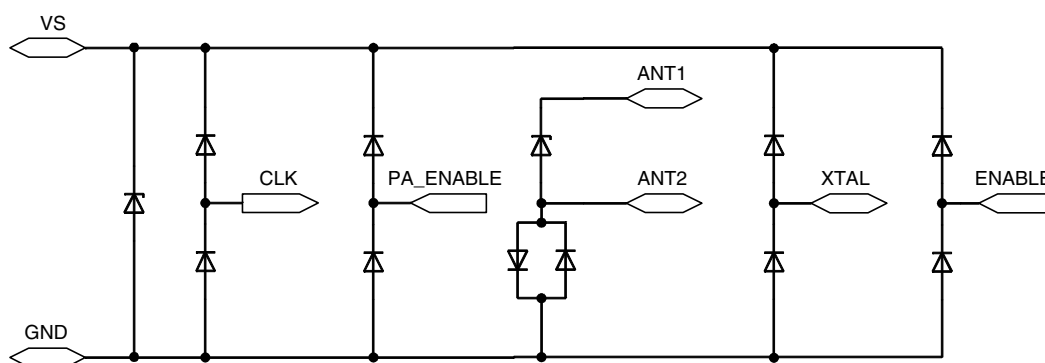 VS
ANT1
CLK
PA_ENABLE
ANT2
XTAL
ENABLE
GND